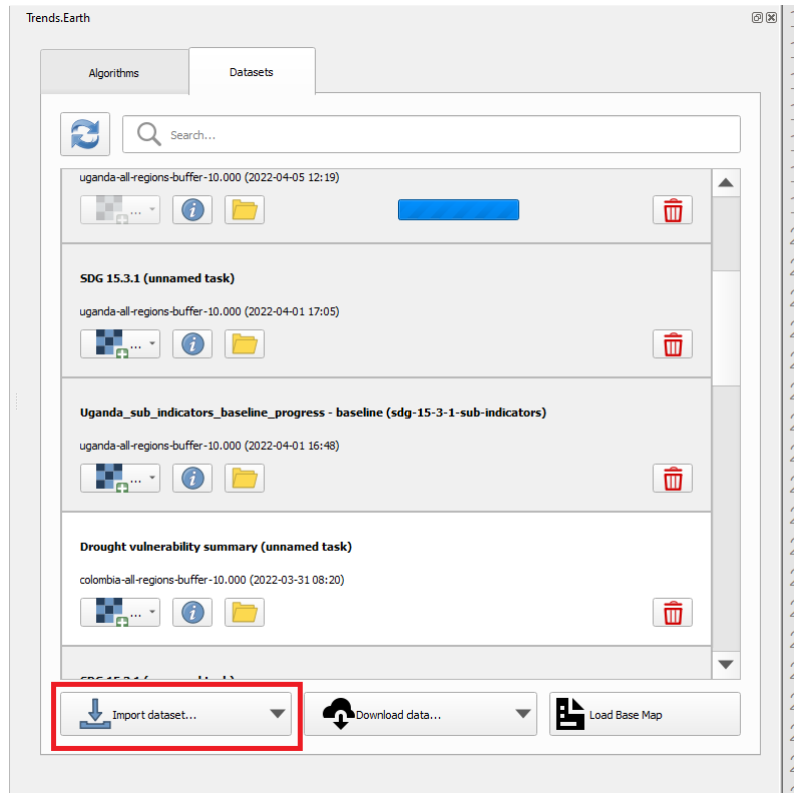 Trends.Earth
Algorithms
Datasets
Search...
uganda-all-regions-buffer-10.000 (2022-04-05 12:19)
...
SDG 15.3.1 (unnamed task)
uganda-all-regions-buffer-10.000 (2022-04-01 17:05)
...
Uganda_sub_indicators_baseline_progress - baseline (sdg-15-3-1-sub-indicators)
uganda-all-regions-buffer-10.000 (2022-04-01 16:48)
...
Drought vulnerability summary (unnamed task)
colombia-all-regions-buffer-10.000 (2022-03-31 08:20)
...
Import dataset...
Download data...
Load Base Map